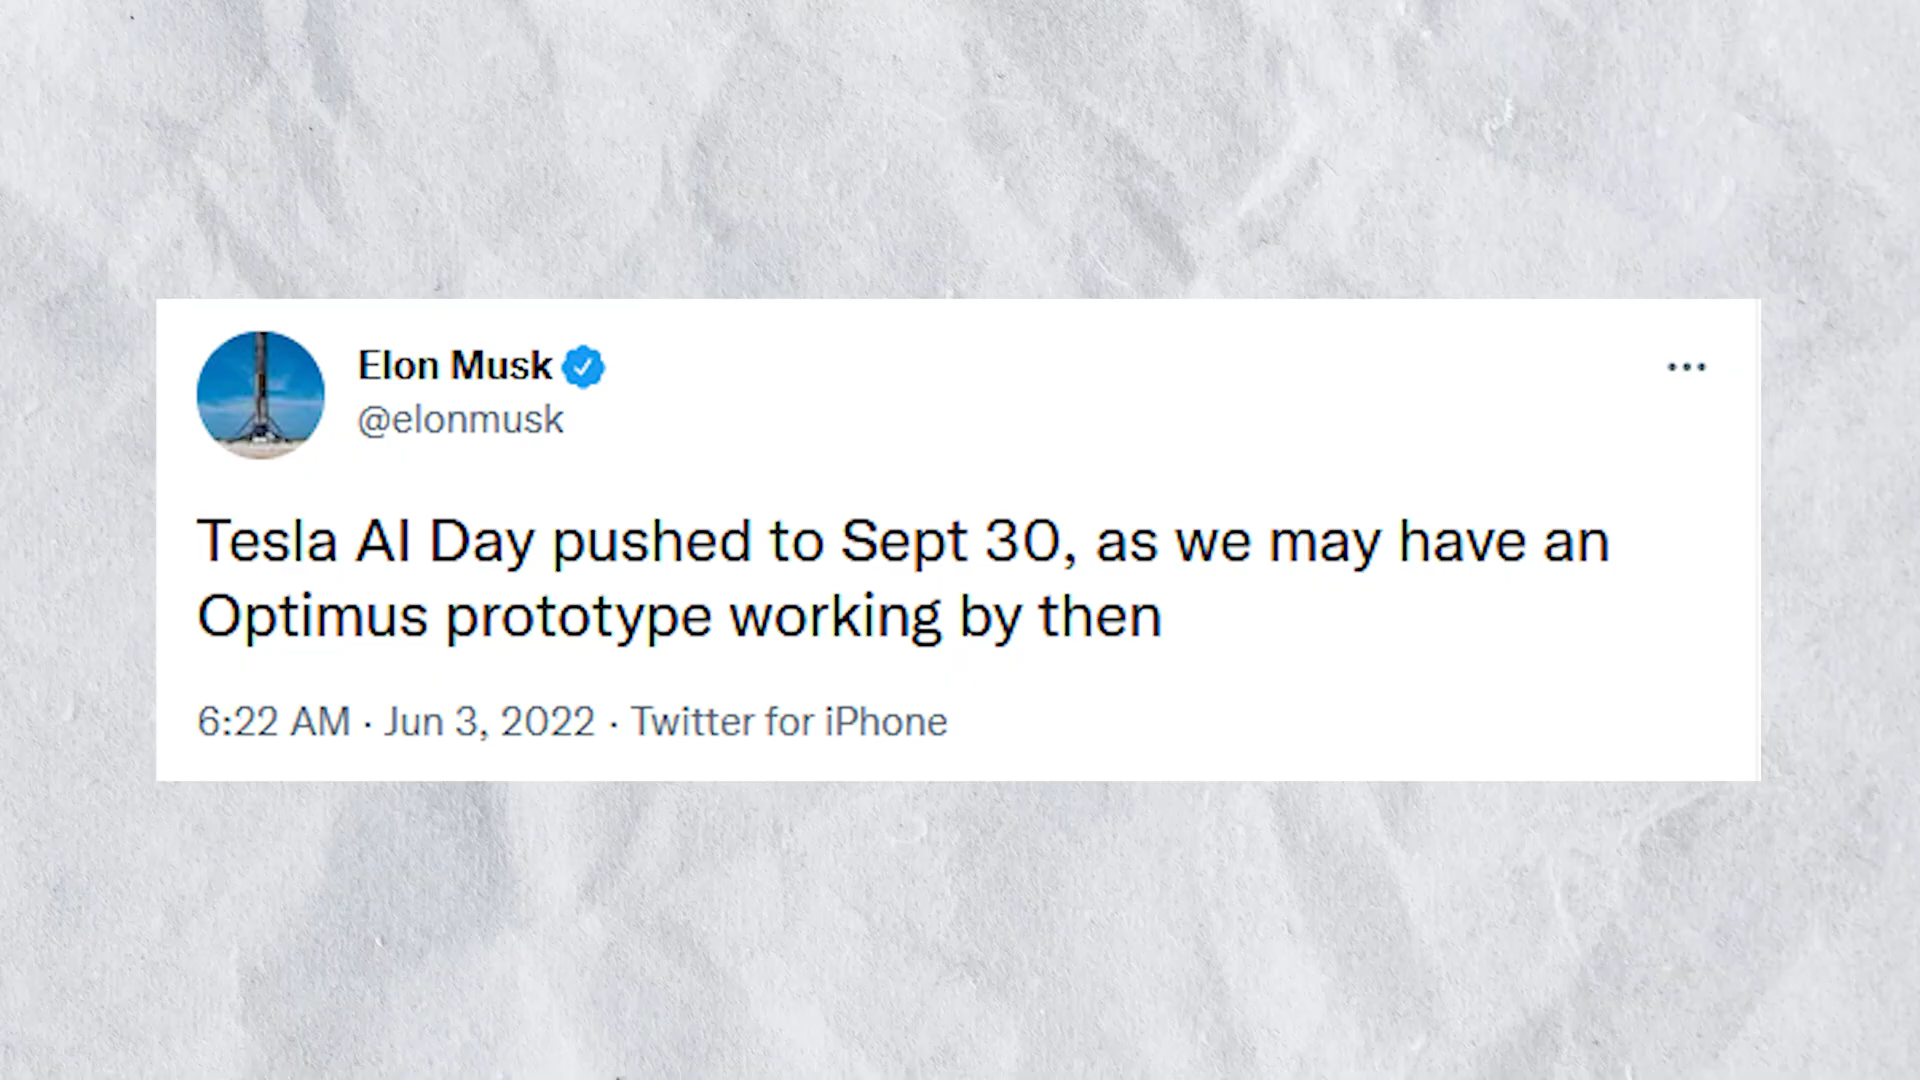 Elon Musk
@elonmusk
Tesla AI Day pushed to Sept 30, as we may have an
Optimus prototype working by then
6:22 AM · Jun 3, 2022 · Twitter for iPhone